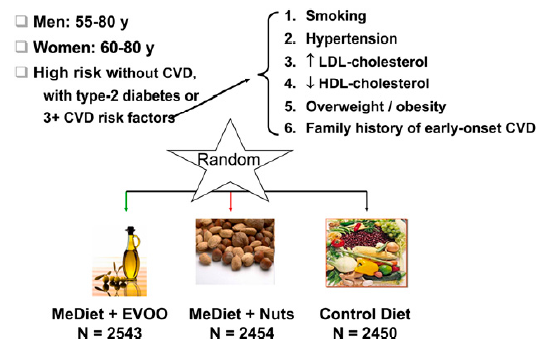 Men: 55-80 y
Women: 60-80 y
High risk without CVD,
with type-2 diabetes or
3+ CVD risk factors
1. Smoking
2. Hypertension
3. ↑ LDL-cholesterol
4. ↓ HDL-cholesterol
5. Overweight / obesity
6. Family history of early-onset CVD
Random
MeDiet + EVOO
N = 2543
MeDiet + Nuts
N = 2454
Control Diet
N = 2450